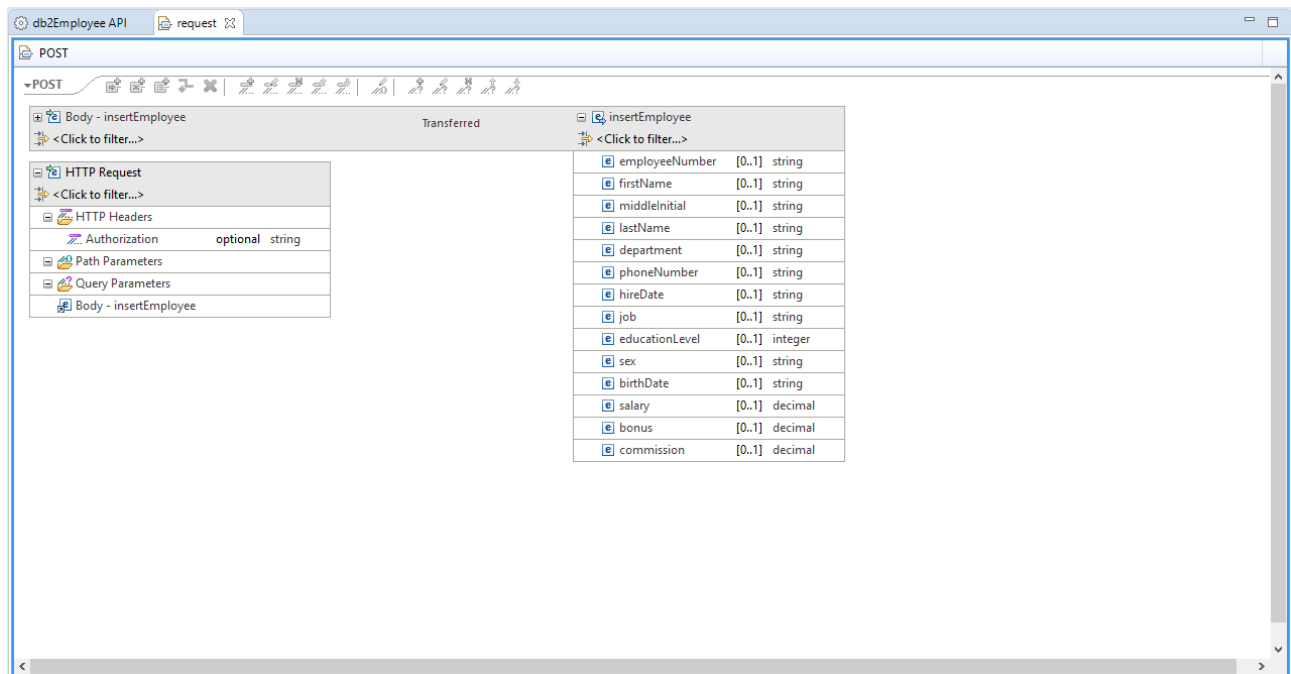 db2Employee API request
POST
POST
Body - insertEmployee Transferred insertEmployee
<Click to filter...> <Click to filter...>
employeeNumber [0..1] string
HTTP Request
firstName [0..1] string
<Click to filter...>
middleInitial [0..1] string
HTTP Headers
lastName [0..1] string
Authorization optional string
department [0..1] string
Path Parameters
phoneNumber [0..1] string
Query Parameters
hireDate [0..1] string
Body - insertEmployee
job [0..1] string
educationLevel [0..1] integer
sex [0..1] string
birthDate [0..1] string
salary [0..1] decimal
bonus [0..1] decimal
commission [0..1] decimal